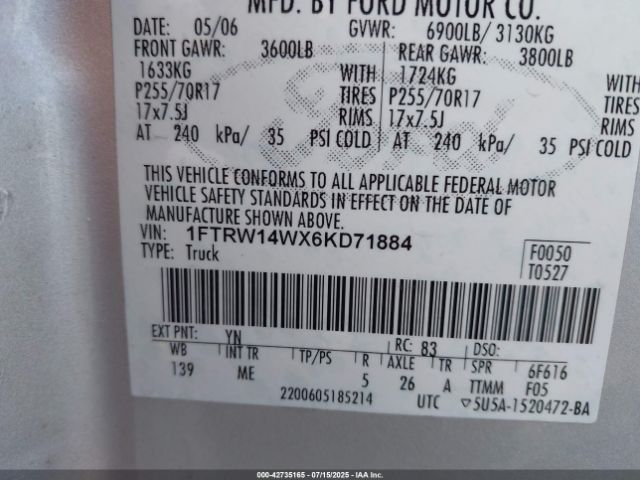 MFD. BY FORD MOTOR CO.
DATE: 05/06 GVWR: 6900LB/ 3130KG
FRONT GAWR: 3600LB REAR GAWR: 3800LB
1633KG WITH 1724KG WITH
P255/70R17 TIRES P255/70R17 TIRES
17x7.5J RIMS 17x7.5J RIMS
AT 240 kPa/ 35 PSI COLD AT 240 kPa/ 35 PSI COLD
Ford
THIS VEHICLE CONFORMS TO ALL APPLICABLE FEDERAL MOTOR
VEHICLE SAFETY STANDARDS IN EFFECT ON THE DATE OF
MANUFACTURE SHOWN ABOVE.
VIN: 1FTRW14WX6KD71884
TYPE: Truck
F0050
T0527
EXT PNT: YN RC: 83 DSO:
WB INT TR TP/PS R AXLE TR SPR 6F616
139 ME 5 26 A TTMM F05
2200605185214 UTC ▽5U5A-1520472-BA
000-42735165 07/15/2025 IAA, Inc.